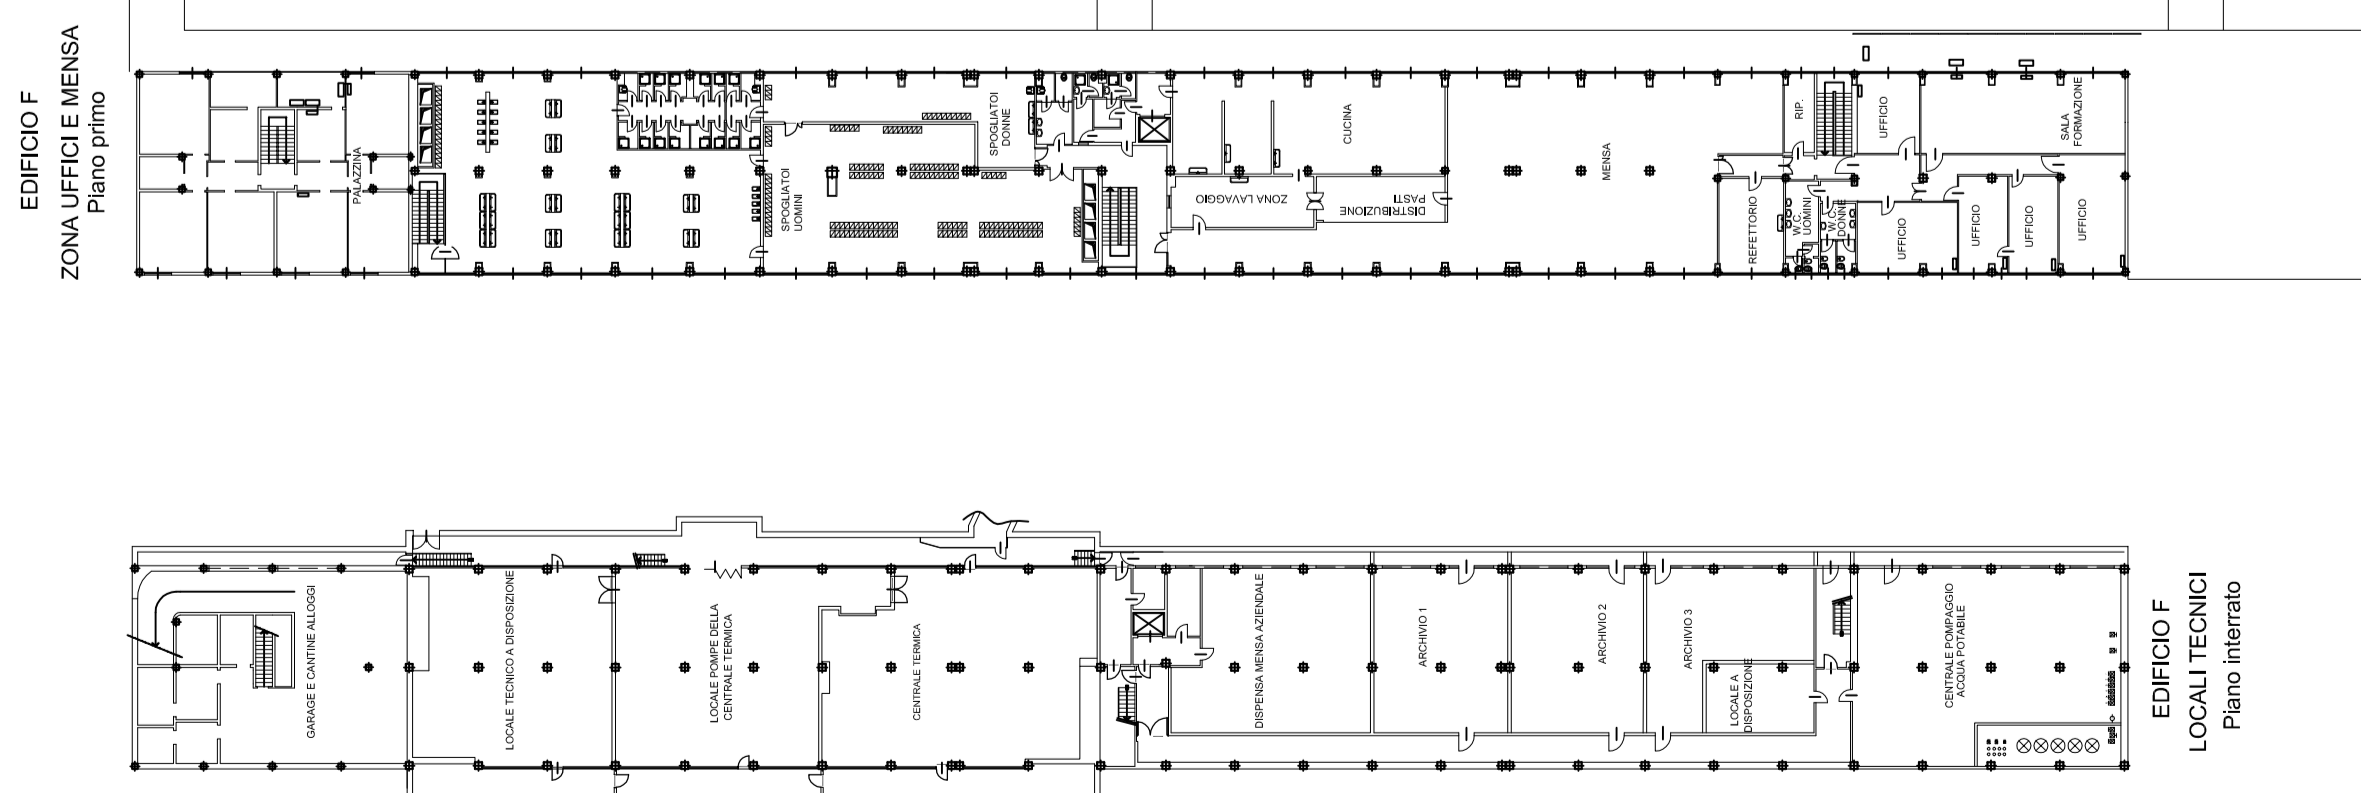 EDIFICIO F
ZONA UFFICI E MENSA
Piano primo
PALAZZINA
SPOGLIATOI
UOMINI
SPOGLIATOI
DONNE
CUCINA
ZONA LAVAGGIO
DISTRIBUZIONE
PASTI
MENSA
REFETTORIO
RIP.
W.C.
UOMINI
W.C.
DONNE
UFFICIO
UFFICIO
UFFICIO
UFFICIO
UFFICIO
SALA
FORMAZIONE
GARAGE E CANTINE ALLOGGI
LOCALE TECNICO A DISPOSIZIONE
LOCALE POMPE DELLA
CENTRALE TERMICA
CENTRALE TERMICA
DISPENSA MENSA AZIENDALE
ARCHIVIO 1
ARCHIVIO 2
ARCHIVIO 3
LOCALE A
DISPOSIZIONE
CENTRALE POMPAGGIO
ACQUA POTABILE
EDIFICIO F
LOCALI TECNICI
Piano interrato